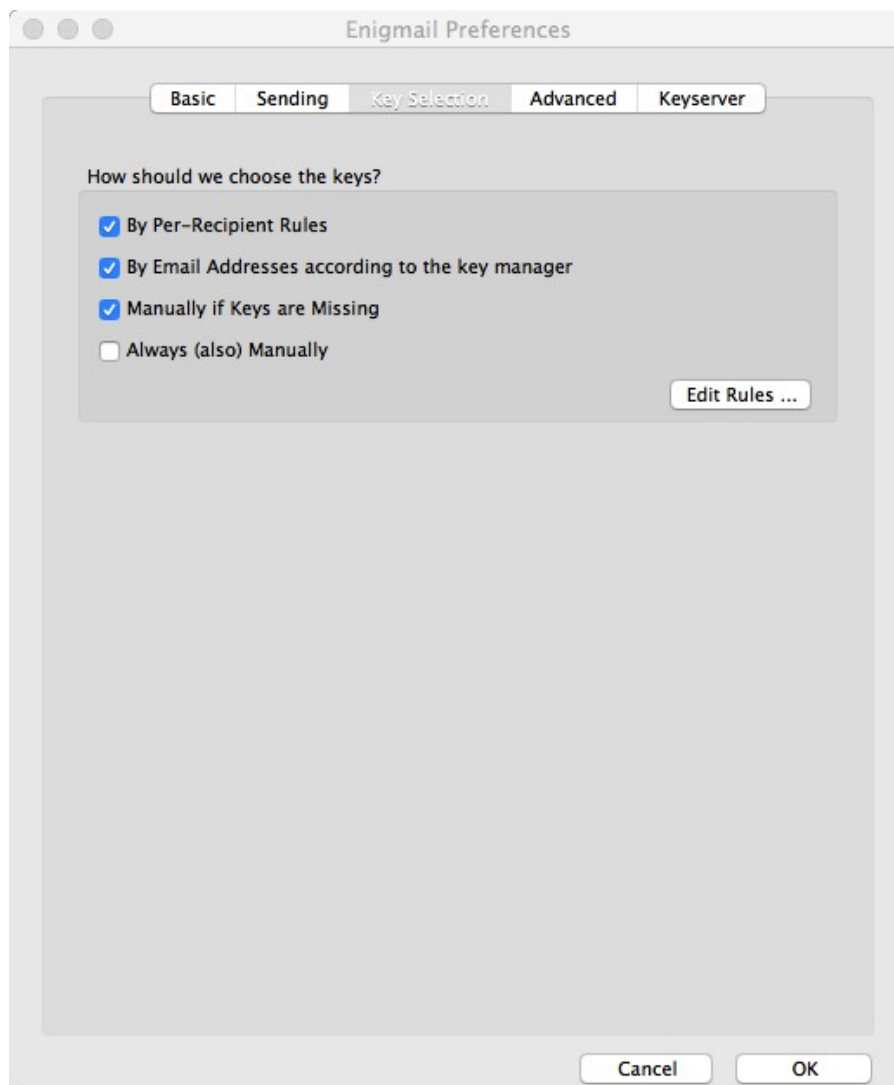 Enigmail Preferences
Basic Sending Key Selection Advanced Keyserver
How should we choose the keys?
By Per-Recipient Rules
By Email Addresses according to the key manager
Manually if Keys are Missing
Always (also) Manually
Edit Rules ...
Cancel OK